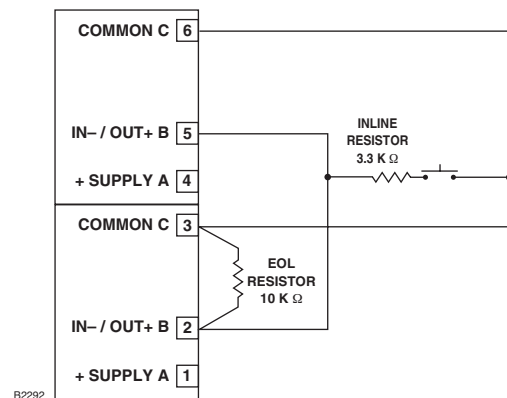 COMMON C 6
IN– / OUT+ B 5
+ SUPPLY A 4
COMMON C 3
IN– / OUT+ B 2
+ SUPPLY A 1
INLINE
RESISTOR
3.3 K Ω
EOL
RESISTOR
10 K Ω
B2292